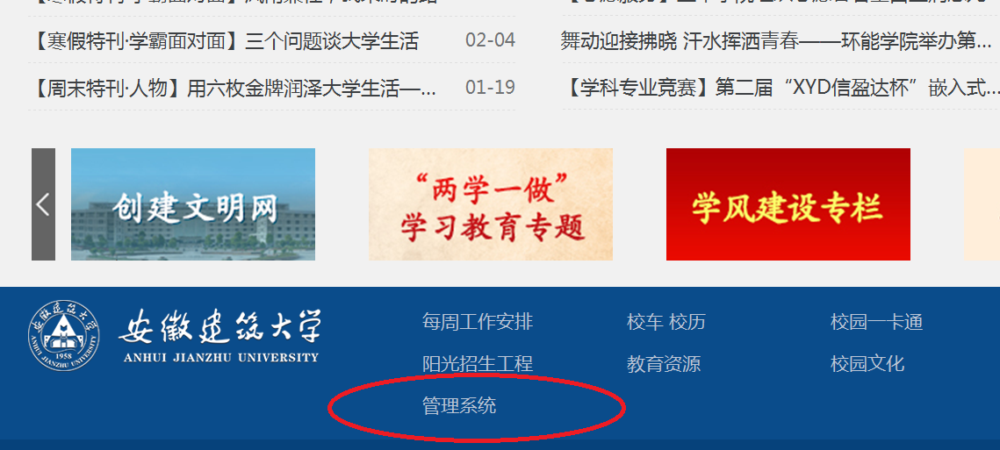 【寒假特刊·学霸面对面】三个问题谈大学生活 02-04
舞动迎接拂晓 汗水挥洒青春——环能学院举办第...
【周末特刊·人物】用六枚金牌润泽大学生活—... 01-19
【学科专业竞赛】第二届“XYD信盈达杯”嵌入式...
创建文明网
“两学一做”
学习教育专题
学风建设专栏
安徽建筑大学
ANHUI JIANZHU UNIVERSITY
安徽建筑大学
1958
ANHUI JIANZHU UNIVERSITY
每周工作安排
校车 校历
校园一卡通
阳光招生工程
教育资源
校园文化
管理系统